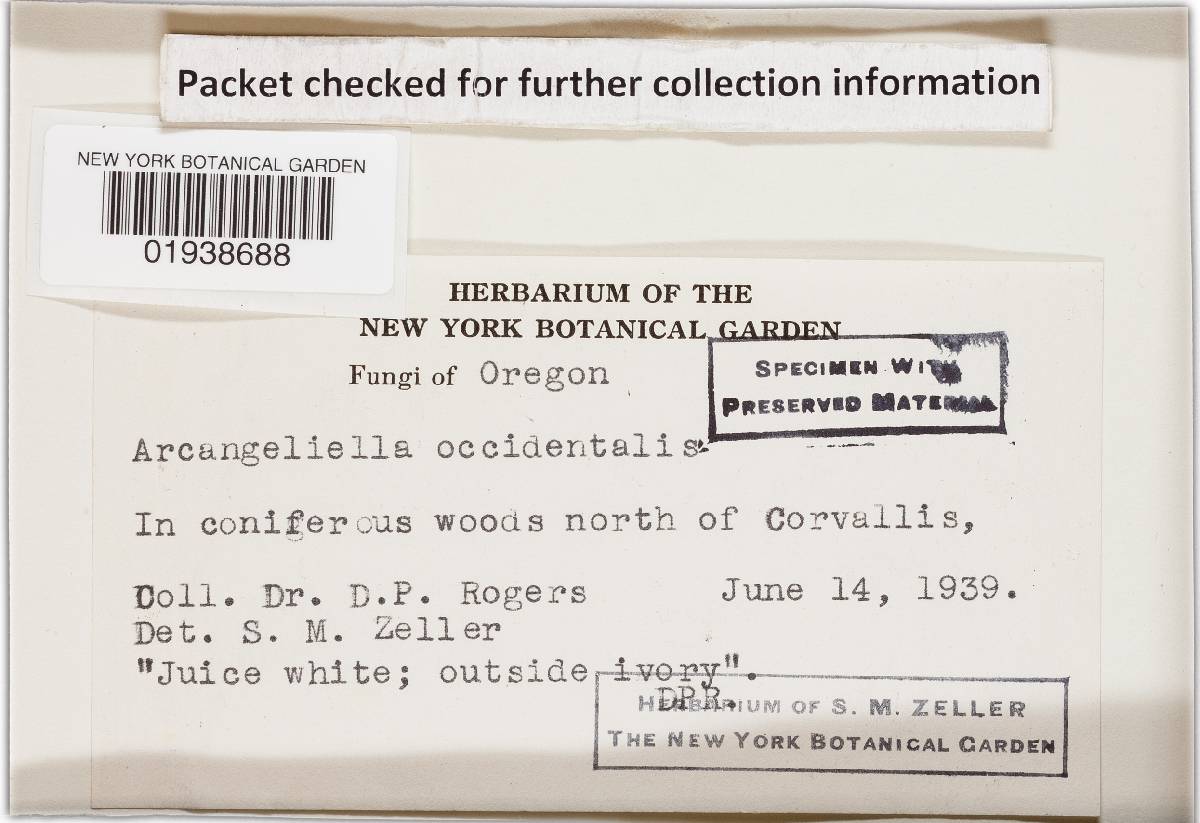 Packet checked for further collection information
NEW YORK BOTANICAL GARDEN
01938688
HERBARIUM OF THE
NEW YORK BOTANICAL GARDEN
Fungi of Oregon
SPECIMEN WITH
PRESERVED MATERIAL
Arcangeliella occidentalis
In coniferous woods north of Corvallis,
Coll. Dr. D.P. Rogers June 14, 1939.
Det. S. M. Zeller
"Juice white; outside ivory".
DPR.
HERBARIUM OF S. M. ZELLER
THE NEW YORK BOTANICAL GARDEN